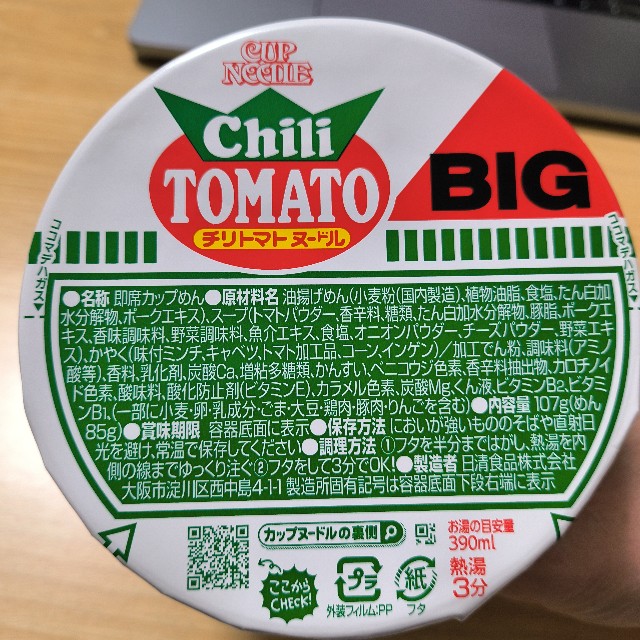 CUP
NOODLE
Chili
TOMATO
チリトマトヌードル
BIG
ココマデハガス
ココマデハガス
●名称 即席カップめん●原材料名 油揚げめん(小麦粉(国内製造)、植物油脂、食塩、たん白加
水分解物、ポークエキス)、スープ(トマトパウダー、香辛料、糖類、たん白加水分解物、豚脂、ポークエ
キス、香味調味料、野菜調味料、魚介エキス、食塩、オニオンパウダー、チーズパウダー、野菜エキ
ス)、かやく(味付ミンチ、キャベツ、トマト加工品、コーン、インゲン)/加工でん粉、調味料(アミノ
酸等)、香料、乳化剤、炭酸Ca、増粘多糖類、かんすい、ベニコウジ色素、香辛料抽出物、カロチノイ
ド色素、酸味料、酸化防止剤(ビタミンE)、カラメル色素、炭酸Mg、くん液、ビタミンB2、ビタミ
ンB1、(一部に小麦・卵・乳成分・ごま・大豆・鶏肉・豚肉・りんごを含む)●内容量 107g(めん
85g)●賞味期限 容器底面に表示●保存方法 においが強いもののそばや直射日
光を避け、常温で保存してください●調理方法 ①フタを半分まではがし、熱湯を内
側の線までゆっくり注ぐ②フタをして3分でOK!●製造者 日清食品株式会社
大阪市淀川区西中島4-1-1 製造所固有記号は容器底面下段右端に表示
カップヌードルの裏側
ここから
CHECK!
プラ
外装フィルム:PP
紙
フタ
お湯の目安量
390ml
熱湯
3分